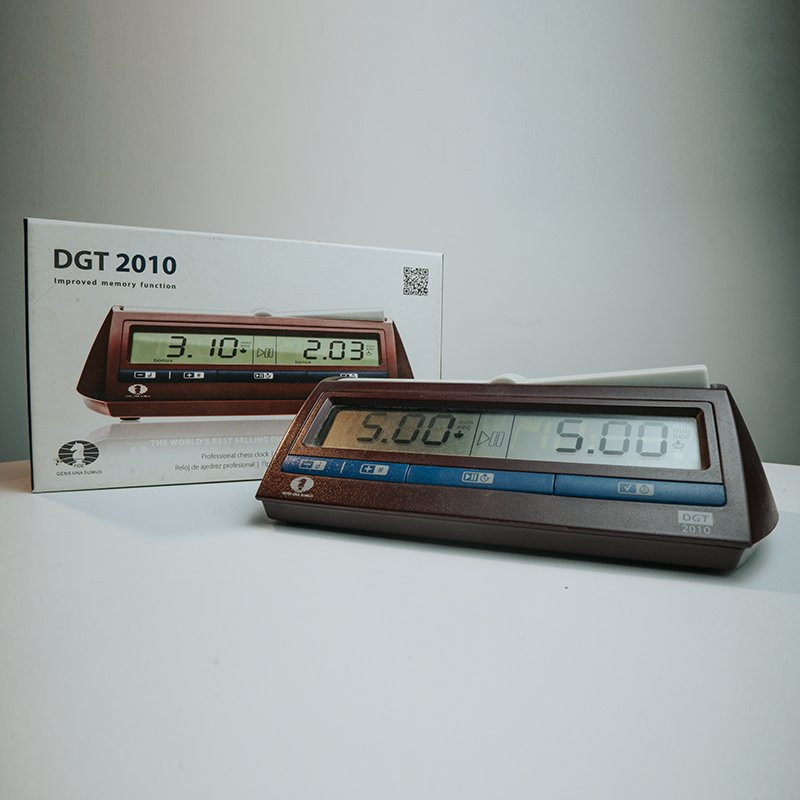 DGT 2010
Improved memory function
3. 10
2.03
bonus
bonus
FIDE
GENS UNA SUMUS
THE WORLD'S BEST SELLING
Professional chess clock
Reloj de ajedrez profesional |
5.00
5.00
DGT
2010